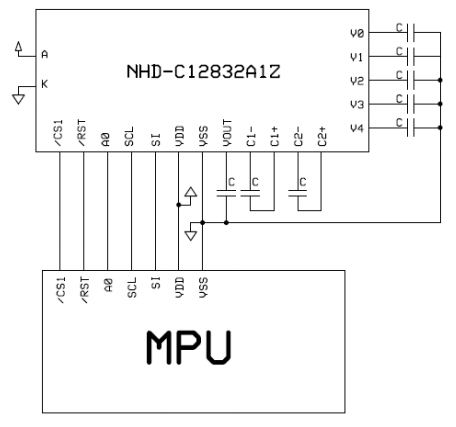 C
V0
A
C
V1
NHD-C12832A1Z
C
V2
K
C
V3
C
V4
/CS1 /RST A0 SCL SI VDD VSS VOUT C1- C1+ C2- C2+
C C C
/CS1 /RST A0 SCL SI VDD VSS
MPU